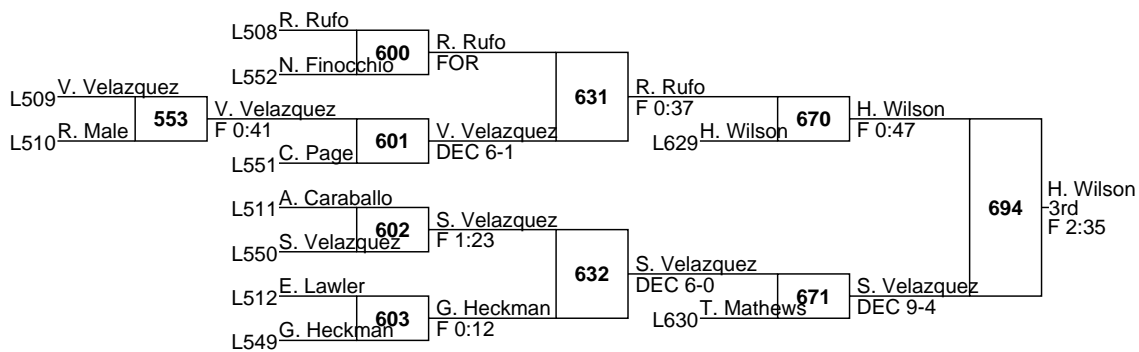 L508 R. Rufo
600
R. Rufo
FOR
L552 N. Finocchio
L509 V. Velazquez
553
L510 R. Male
V. Velazquez
F 0:41
601
L551 C. Page
V. Velazquez
DEC 6-1
631
R. Rufo
F 0:37
L629 H. Wilson
670
H. Wilson
F 0:47
L511 A. Caraballo
602
L550 S. Velazquez
S. Velazquez
F 1:23
L512 E. Lawler
603
L549 G. Heckman
G. Heckman
F 0:12
632
S. Velazquez
DEC 6-0
L630 T. Mathews
671
S. Velazquez
DEC 9-4
694
H. Wilson
3rd
F 2:35